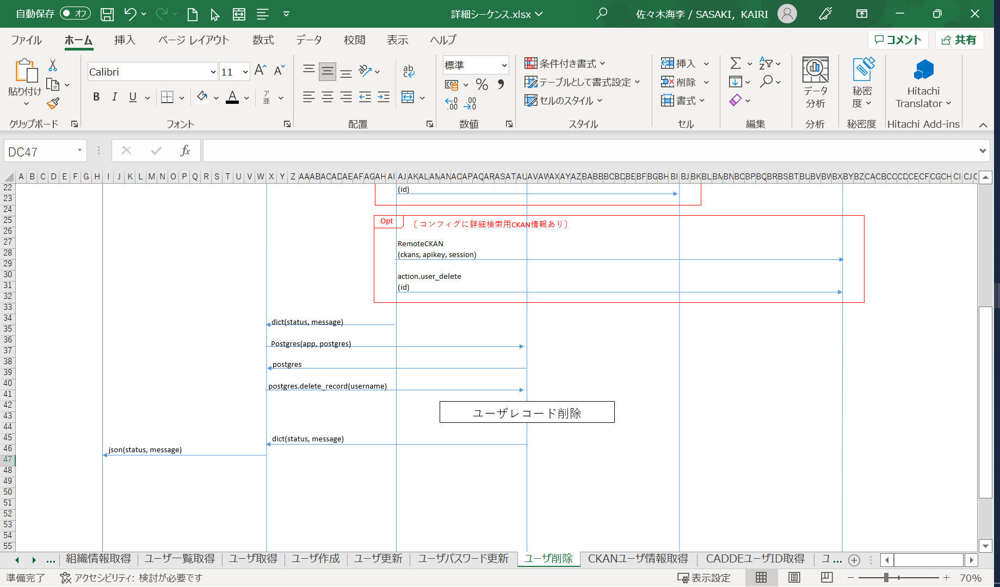 自動保存 オフ
詳細シーケンス.xlsx
佐々木海李 / SASAKI, KAIRI
ファイル ホーム 挿入 ページ レイアウト 数式 データ 校閲 表示 ヘルプ
コメント 共有
貼り付け
クリップボード
Calibri 11
B I U A ア亜
フォント
ab
配置
標準
% 9
←0 .00 .00 →0
数値
条件付き書式
テーブルとして書式設定
セルのスタイル
スタイル
挿入
削除
書式
セル
編集
データ
分析
分析
秘密
度
秘密度
Hitachi
Translator
Hitachi Add-ins
DC47
fx
A B C D E F G H I J K L M N O P Q R S T U V W X Y Z AA AB AC AD AE AF AG AH AI AJ AK AL AM AN AO AP AQ AR AS AT AU AV AW AX AY AZ BA BB BC BD BE BF BG BH BI BJ BK BL BM BN BO BP BQ BR BS BT BU BV BW BX BY BZ CA CB CC CD CE CF CG CH CI CJ
22
23
24
25
26
27
28
29
30
31
32
33
34
35
36
37
38
39
40
41
42
43
44
45
46
47
48
49
50
51
52
53
54
55
(id)
Opt 〔コンフィグに詳細検索用CKAN情報あり〕
RemoteCKAN
(ckans, apikey, session)
action.user_delete
(id)
dict(status, message)
Postgres(app, postgres)
postgres
postgres.delete_record(username)
ユーザレコード削除
dict(status, message)
json(status, message)
... 組織情報取得 ユーザ一覧取得 ユーザ取得 ユーザ作成 ユーザ更新 ユーザパスワード更新 ユーザ削除 CKANユーザ情報取得 CADDEユーザID取得 ユ ...
準備完了 アクセシビリティ: 検討が必要です
表示設定 70%